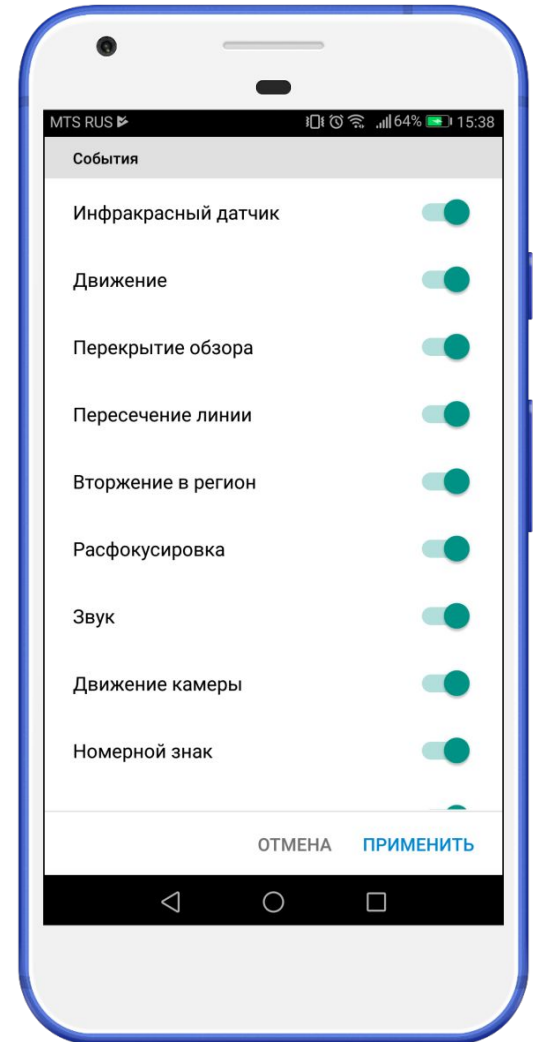 MTS RUS 64% 15:38
События
Инфракрасный датчик
Движение
Перекрытие обзора
Пересечение линии
Вторжение в регион
Расфокусировка
Звук
Движение камеры
Номерной знак
ОТМЕНА ПРИМЕНИТЬ